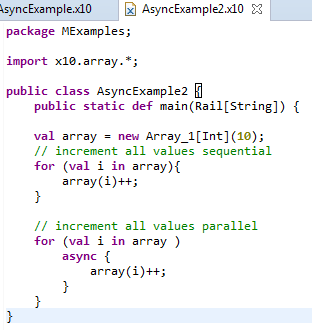 AsyncExample.x10 AsyncExample2.x10
package MExamples;
import x10.array.*;
public class AsyncExample2 {
public static def main(Rail[String]) {
val array = new Array_1[Int](10);
// increment all values sequential
for (val i in array){
array(i)++;
}
// increment all values parallel
for (val i in array )
async {
array(i)++;
}
}
}